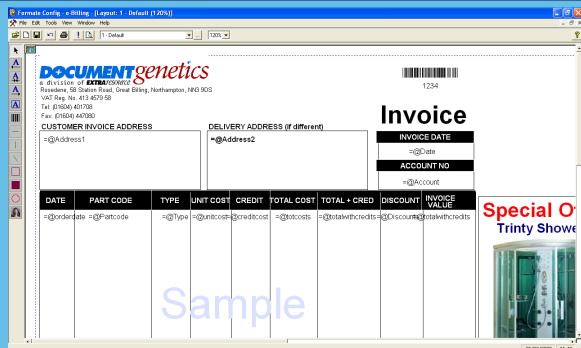 Formate Config - e-Billing - [Layout: 1 - Default (120%)]
File Edit Tools View Window Help
1 - Default
120%
DOCUMENTgenetics
a division of EXTRARESOURCE
Rosedene, 58 Station Road, Great Billing, Northampton, NN3 9DS
VAT Reg. No. 413 4579 58
Tel: (01604) 401708
Fax: (01604) 447080
1234
Invoice
CUSTOMER INVOICE ADDRESS
DELIVERY ADDRESS (if different)
=@Address1
=@Address2
INVOICE DATE
=@Date
ACCOUNT NO
=@Account
DATE PART CODE TYPE UNIT COST CREDIT TOTAL COST TOTAL + CRED DISCOUNT INVOICE VALUE
=@orderdate =@Partcode =@Type =@unitcost =@creditcost =@totcosts =@totalwithcredits =@Discount =@totalwithcredits
Special O
Trinty Showe
Sample